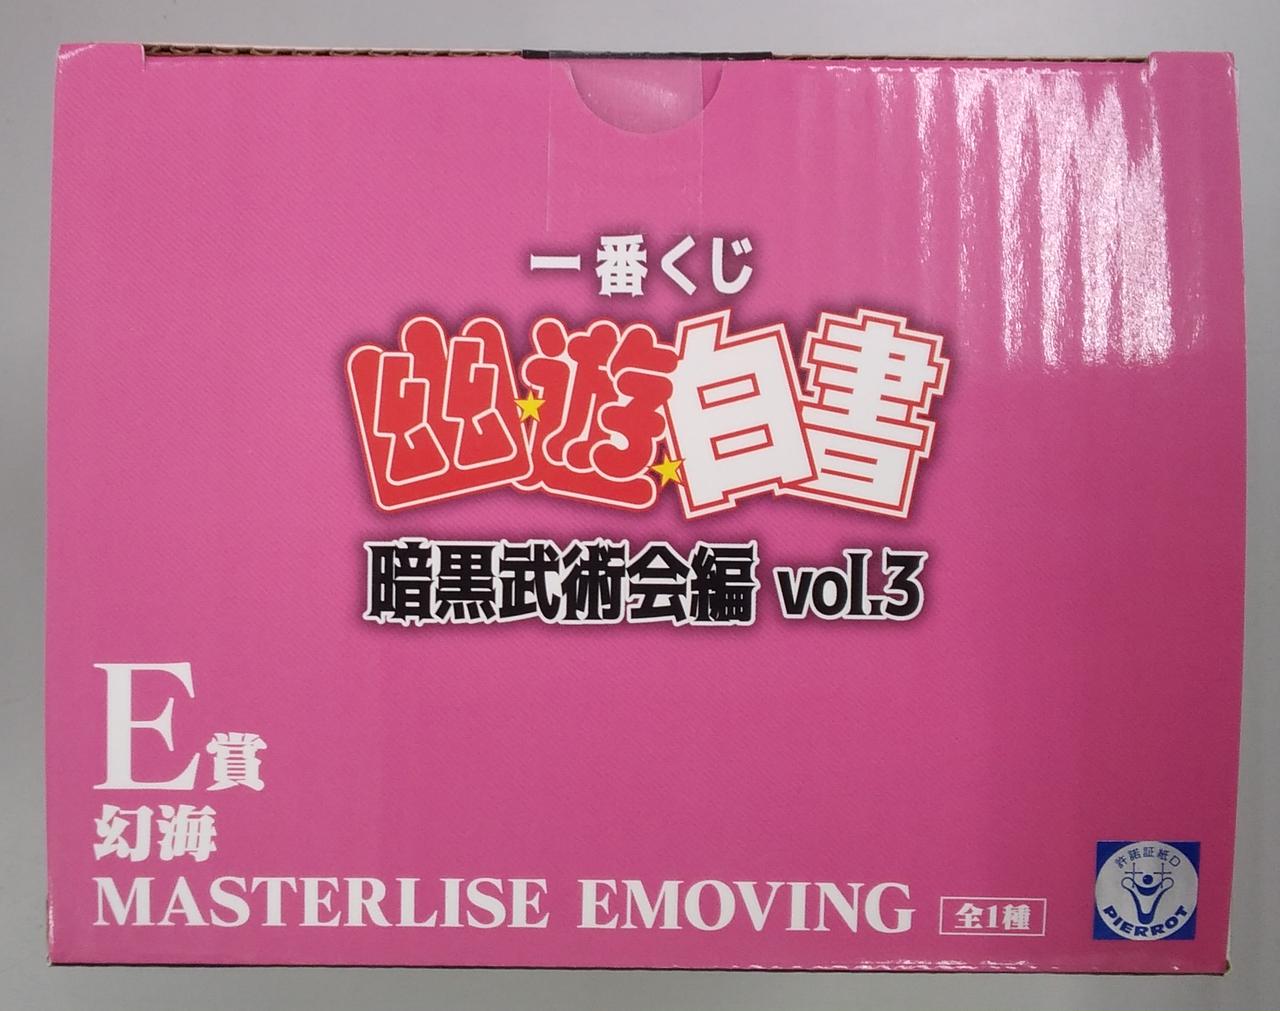 一番くじ
幽★遊★白書
暗黒武術会編 vol.3
E賞
幻海
MASTERLISE EMOVING 全1種
許諾証紙D
PIERROT